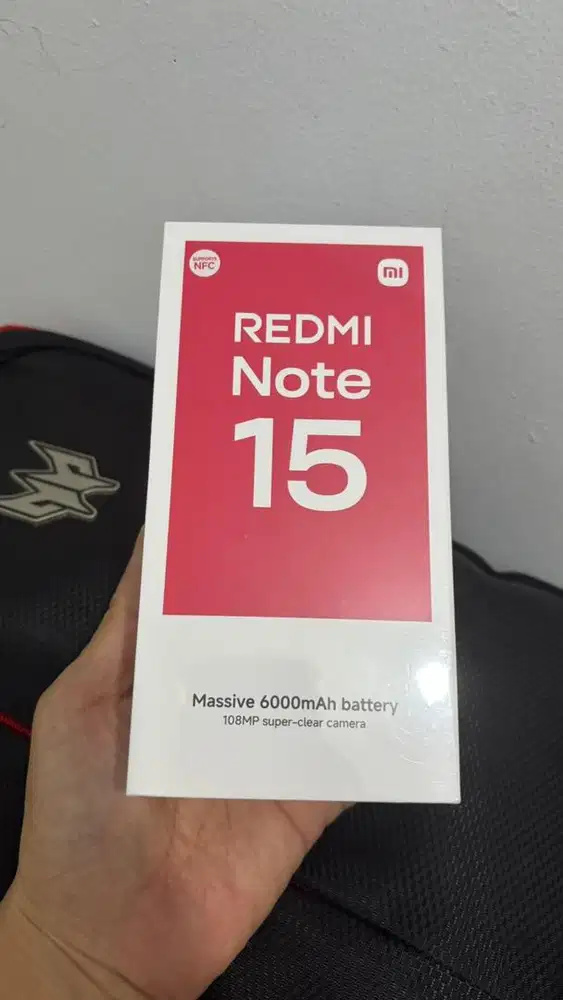 SUPPORTS
NFC
mi
REDMI
Note
15
Massive 6000mAh battery
108MP super-clear camera